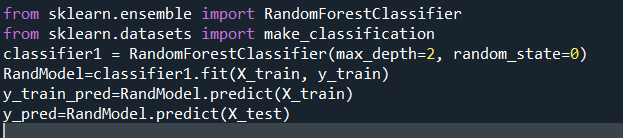 from sklearn.ensemble import RandomForestClassifier
from sklearn.datasets import make_classification
classifier1 = RandomForestClassifier(max_depth=2, random_state=0)
RandModel=classifier1.fit(X_train, y_train)
y_train_pred=RandModel.predict(X_train)
y_pred=RandModel.predict(X_test)